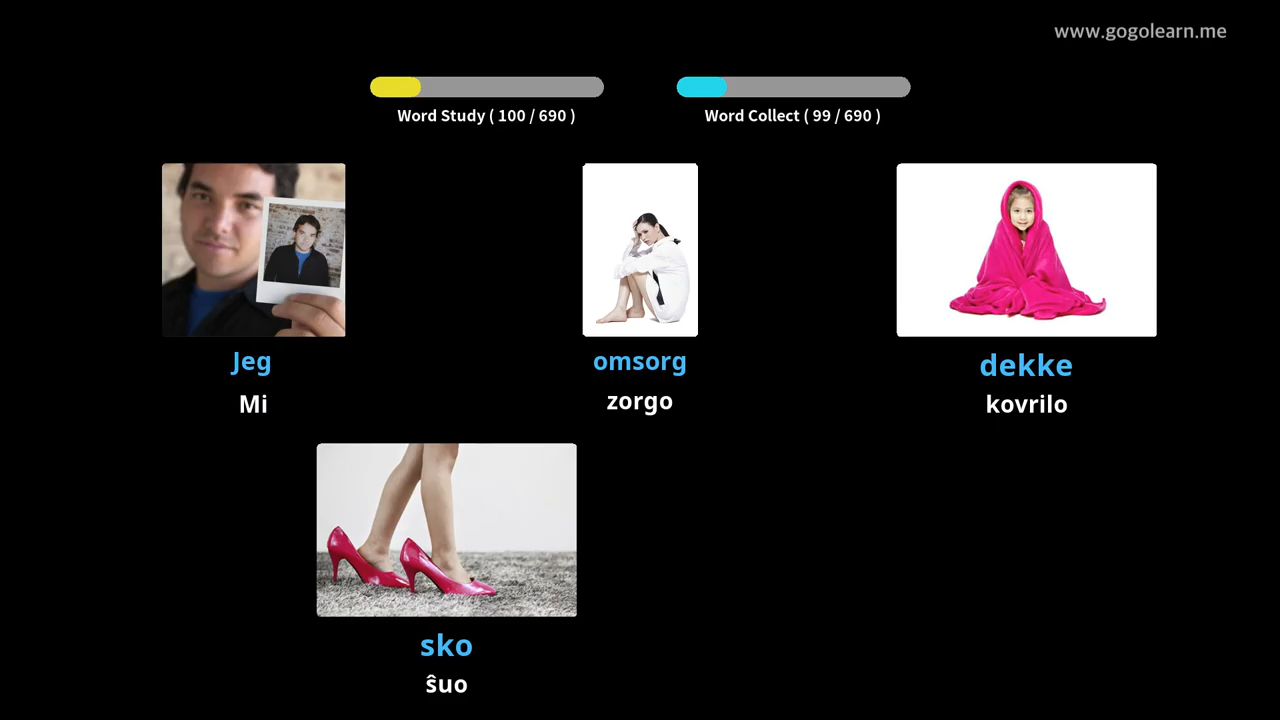 www.gogolearn.me
Word Study ( 100 / 690 )
Word Collect ( 99 / 690 )
Jeg
Mi
omsorg
zorgo
dekke
kovrilo
sko
ŝuo